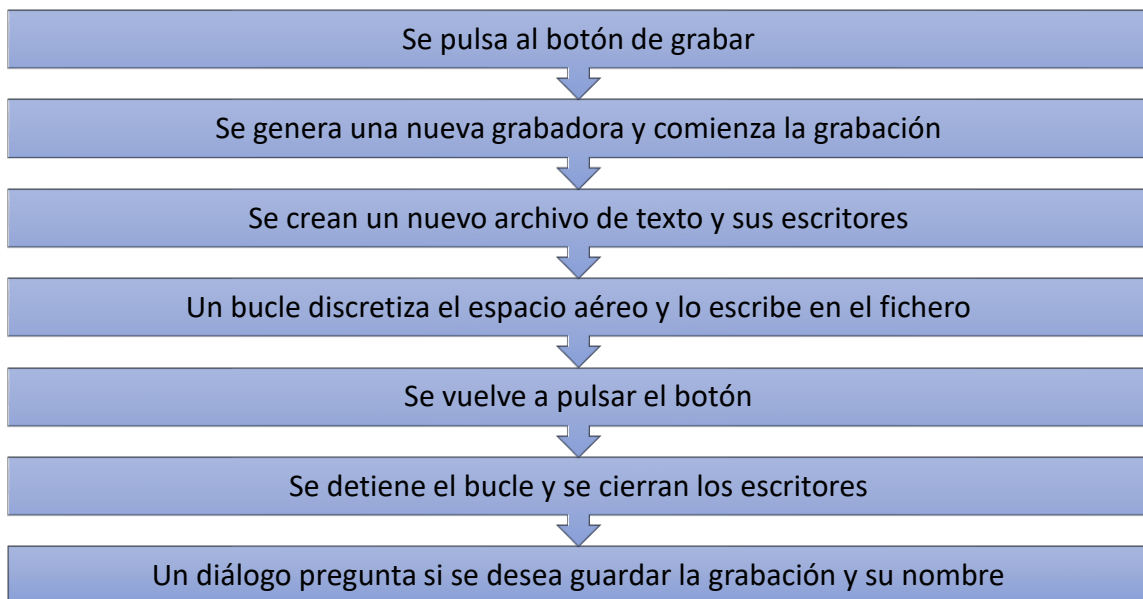 Se pulsa al botón de grabar
Se genera una nueva grabadora y comienza la grabación
Se crean un nuevo archivo de texto y sus escritores
Un bucle discretiza el espacio aéreo y lo escribe en el fichero
Se vuelve a pulsar el botón
Se detiene el bucle y se cierran los escritores
Un diálogo pregunta si se desea guardar la grabación y su nombre